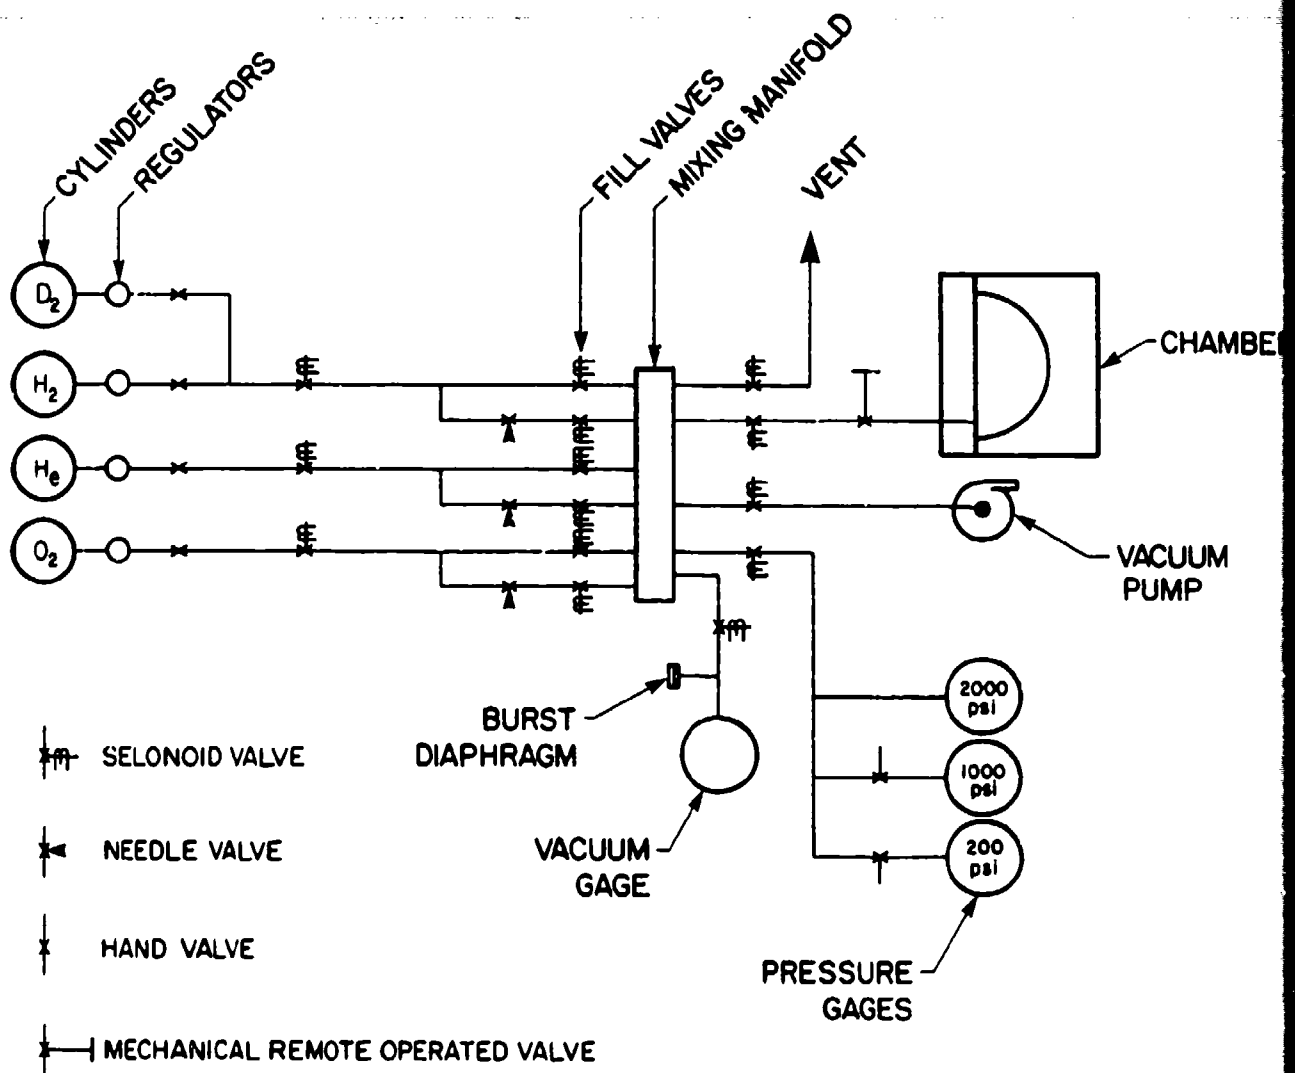 CYLINDERS
REGULATORS
FILL VALVES
MIXING MANIFOLD
VENT
D2
H2
He
O2
CHAMBE
VACUUM
PUMP
2000
psi
1000
psi
200
psi
BURST
DIAPHRAGM
VACUUM
GAGE
PRESSURE
GAGES
SELONOID VALVE
NEEDLE VALVE
HAND VALVE
MECHANICAL REMOTE OPERATED VALVE